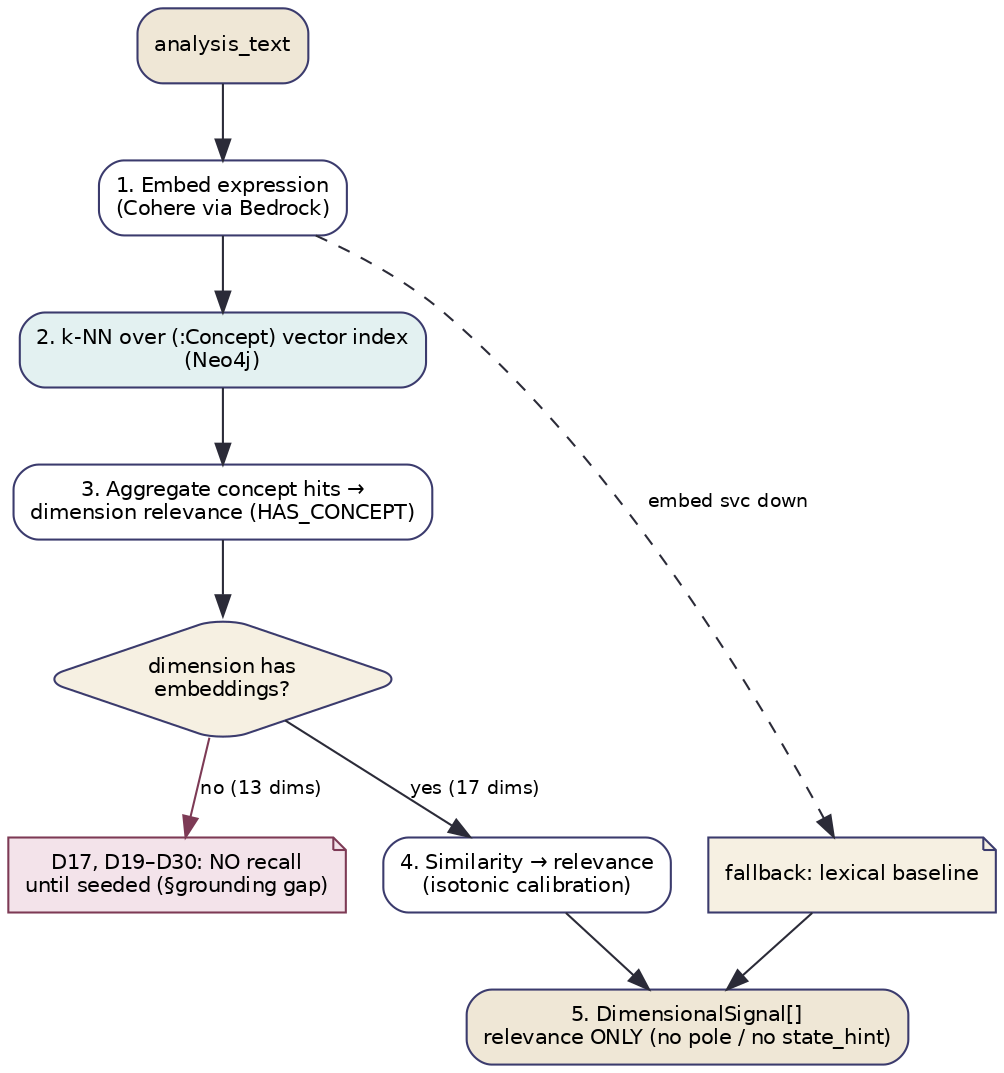 analysis_text
1. Embed expression
(Cohere via Bedrock)
2. k-NN over (:Concept) vector index
(Neo4j)
3. Aggregate concept hits →
dimension relevance (HAS_CONCEPT)
embed svc down
dimension has
embeddings?
no (13 dims)
yes (17 dims)
D17, D19–D30: NO recall
until seeded (§grounding gap)
4. Similarity → relevance
(isotonic calibration)
fallback: lexical baseline
5. DimensionalSignal[]
relevance ONLY (no pole / no state_hint)